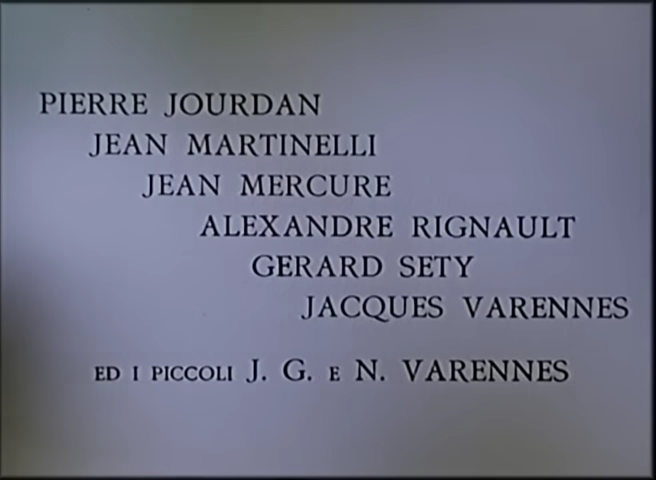 PIERRE JOURDAN
JEAN MARTINELLI
JEAN MERCURE
ALEXANDRE RIGNAULT
GERARD SETY
JACQUES VARENNES
ED I PICCOLI J. G. E N. VARENNES